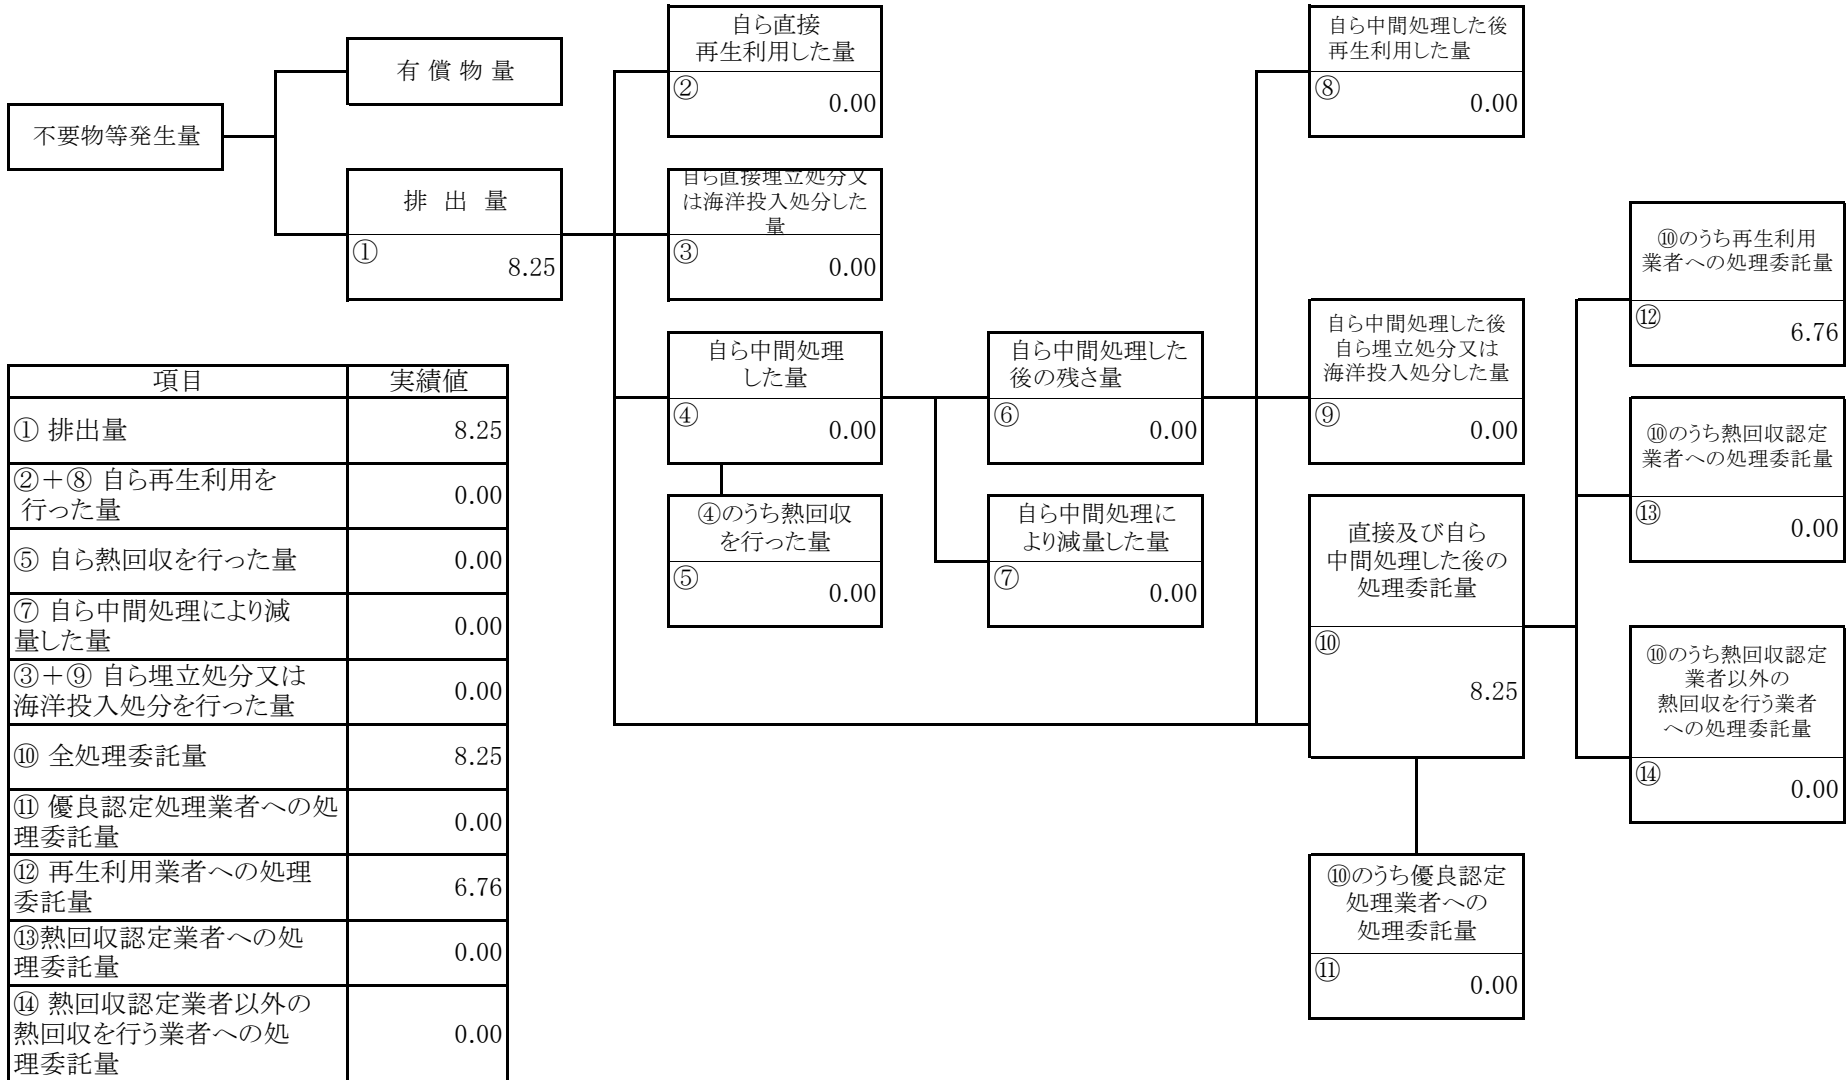 不要物等発生量
有 償 物 量
排 出 量
①
8.25
自ら直接
再生利用した量
②
0.00
自ら直接埋立処分又
は海洋投入処分した
量
③
0.00
自ら中間処理
した量
④
0.00
④のうち熱回収
を行った量
⑤
0.00
自ら中間処理した
後の残さ量
⑥
0.00
自ら中間処理に
より減量した量
⑦
0.00
自ら中間処理した後
再生利用した量
⑧
0.00
自ら中間処理した後
自ら埋立処分又は
海洋投入処分した量
⑨
0.00
直接及び自ら
中間処理した後の
処理委託量
⑩
8.25
⑩のうち優良認定
処理業者への
処理委託量
⑪
0.00
⑩のうち再生利用
業者への処理委託量
⑫
6.76
⑩のうち熱回収認定
業者への処理委託量
⑬
0.00
⑩のうち熱回収認定
業者以外の
熱回収を行う業者
への処理委託量
⑭
0.00
項目 実績値
① 排出量 8.25
②＋⑧ 自ら再生利用を
行った量 0.00
⑤ 自ら熱回収を行った量 0.00
⑦ 自ら中間処理により減
量した量 0.00
③＋⑨ 自ら埋立処分又は
海洋投入処分を行った量 0.00
⑩ 全処理委託量 8.25
⑪ 優良認定処理業者への処
理委託量 0.00
⑫ 再生利用業者への処理
委託量 6.76
⑬熱回収認定業者への処
理委託量 0.00
⑭ 熱回収認定業者以外の
熱回収を行う業者への処
理委託量 0.00